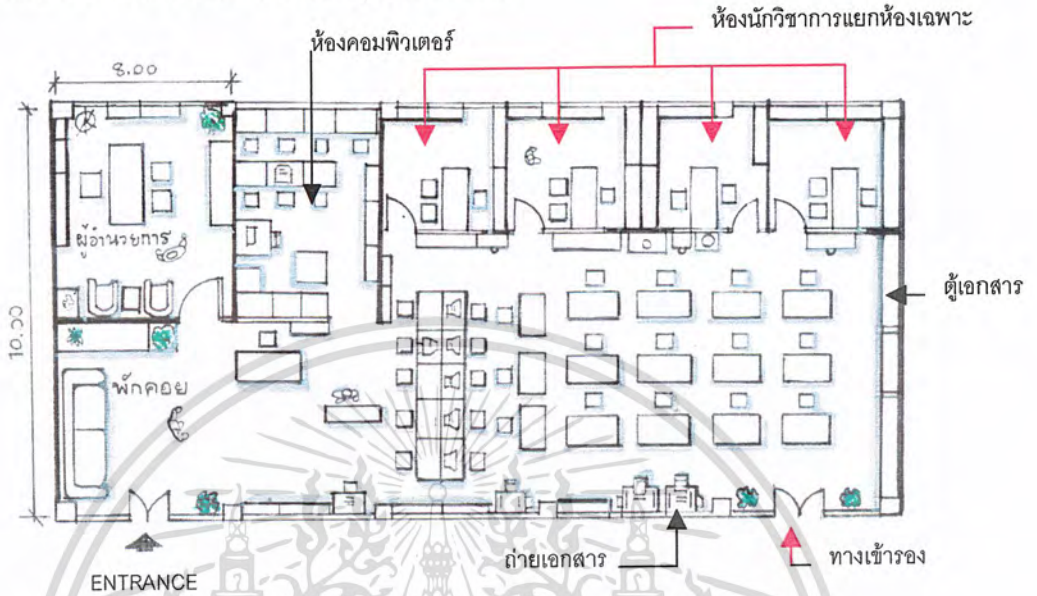 ห้องนักวิชาการแยกห้องเฉพาะ
ห้องคอมพิวเตอร์
8.00
10.00
ผู้อำนวยการ
ตู้เอกสาร
พักคอย
ถ่ายเอกสาร
ทางเข้ารอง
ENTRANCE